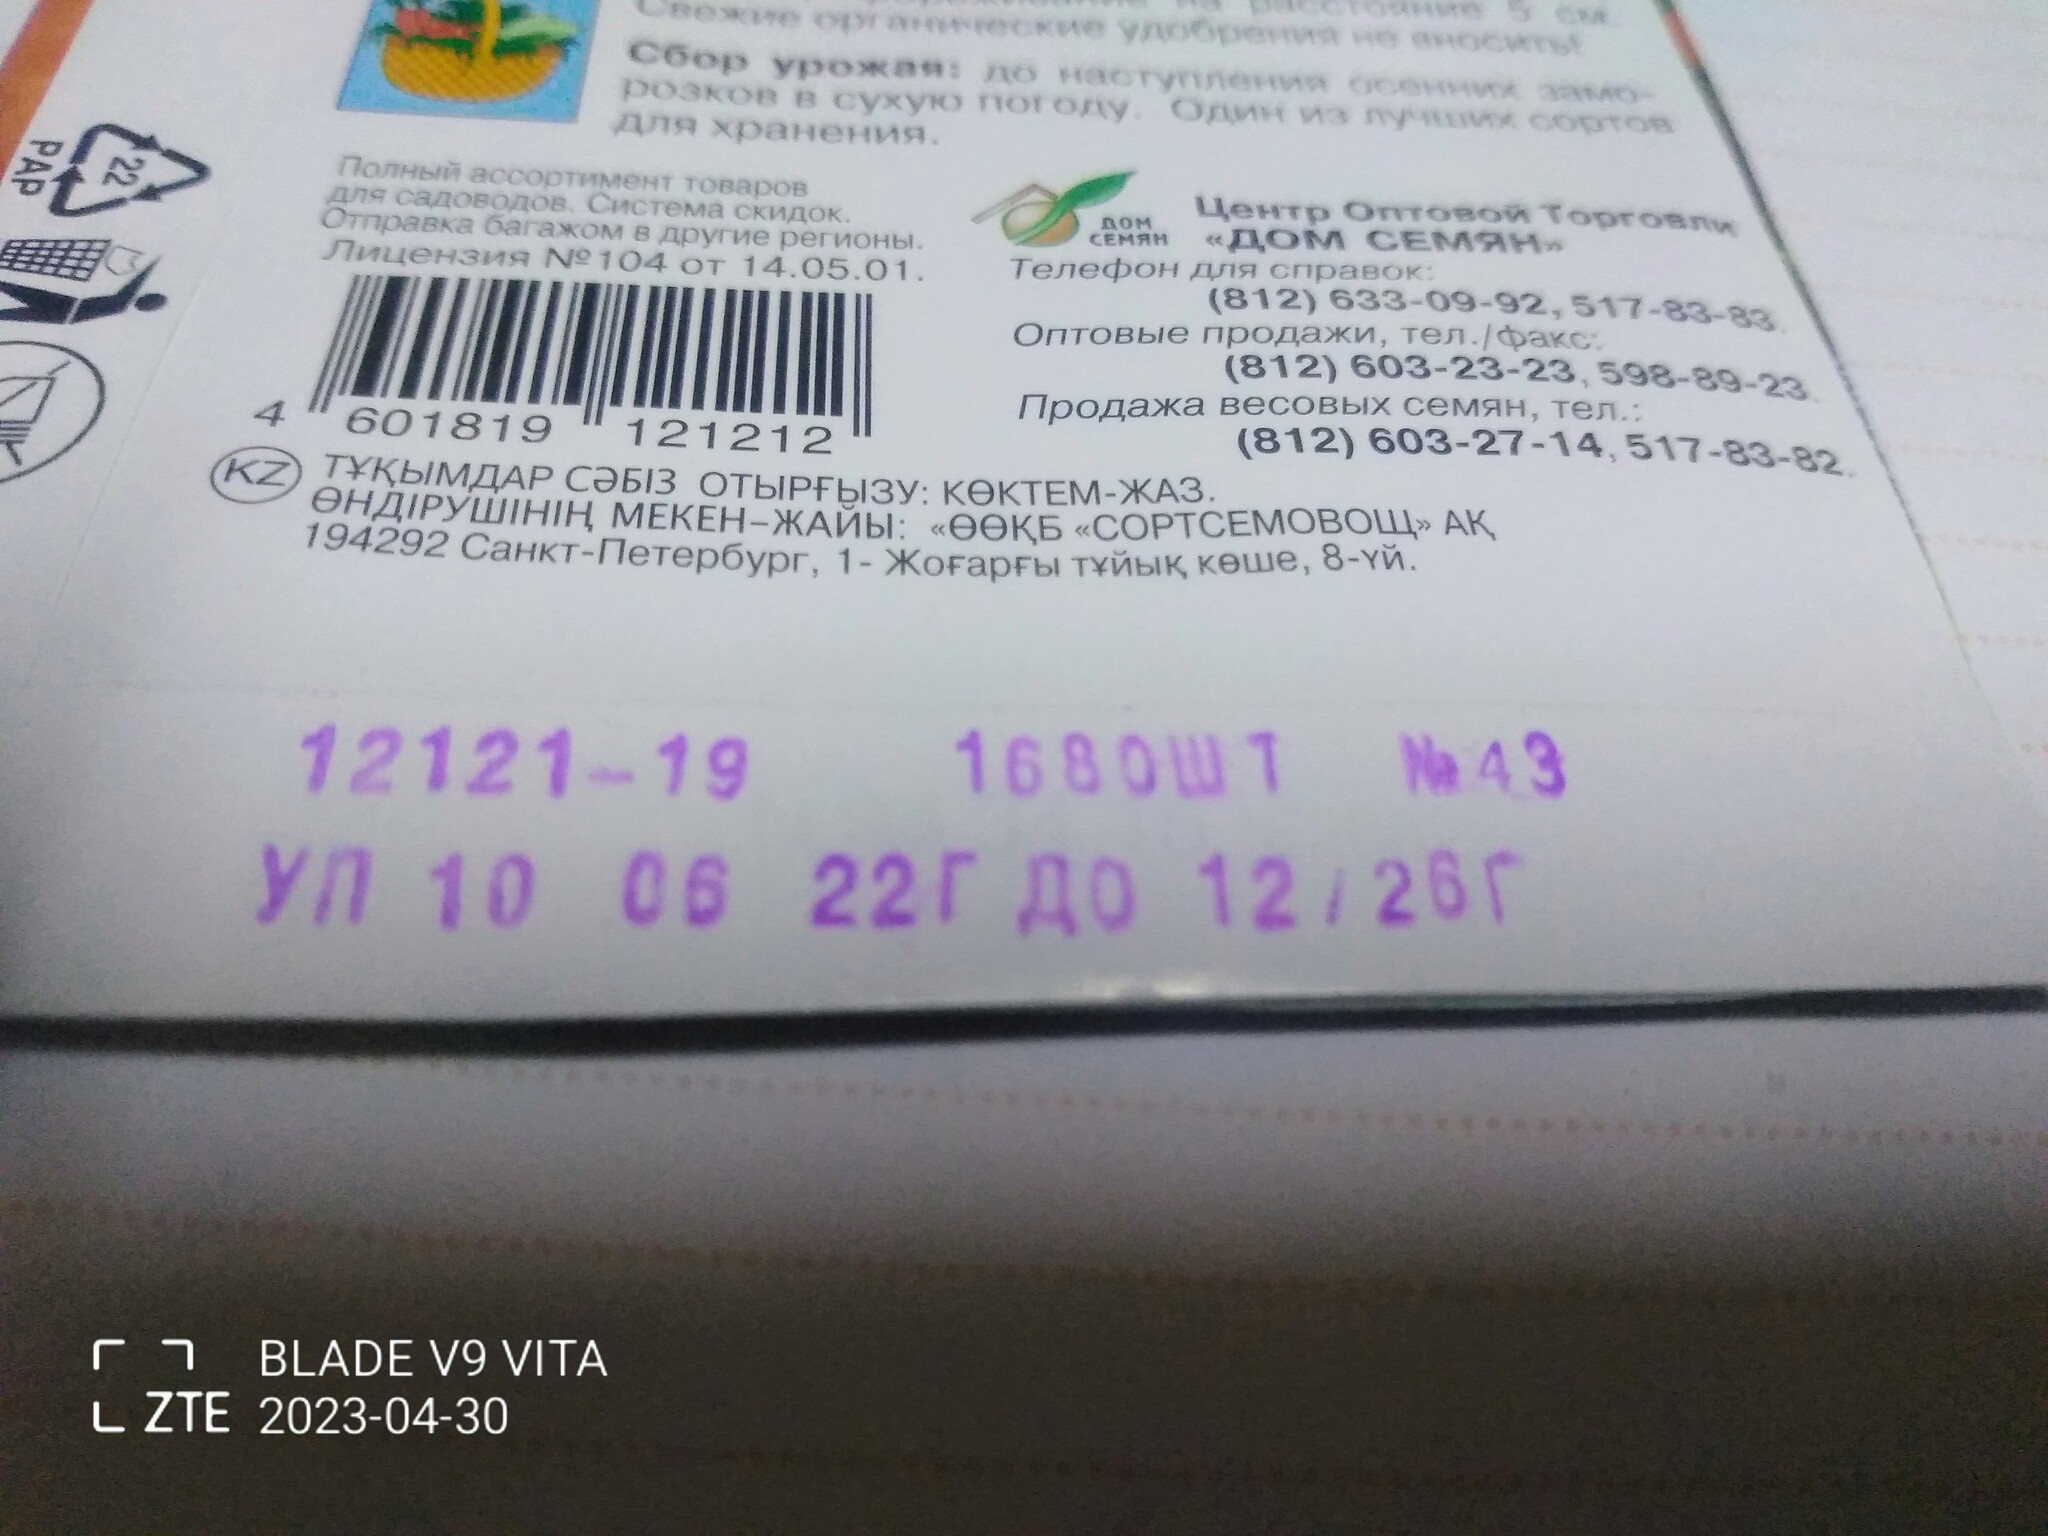 на расстояние 5 см.
Свежие органические удобрения не вносить!
Сбор урожая: до наступления осенних замо-
розков в сухую погоду. Один из лучших сортов
для хранения.
22
PAP
Полный ассортимент товаров
для садоводов. Система скидок.
Отправка багажом в другие регионы.
Лицензия №104 от 14.05.01.
4 601819 121212
ДОМ
СЕМЯН
Центр Оптовой Торговли
«ДОМ СЕМЯН»
Телефон для справок:
(812) 633-09-92, 517-83-83.
Оптовые продажи, тел./факс:
(812) 603-23-23, 598-89-23.
Продажа весовых семян, тел.:
(812) 603-27-14, 517-83-82.
KZ ТҰҚЫМДАР СӘБІЗ ОТЫРҒЫЗУ: КӨКТЕМ-ЖАЗ.
ӨНДІРУШІНІҢ МЕКЕН-ЖАЙЫ: «ӨӨҚБ «СОРТСЕМОВОЩ» АҚ
194292 Санкт-Петербург, 1- Жоғарғы тұйық көше, 8-үй.
12121-19 1680ШТ №43
УП 10 06 22Г ДО 12/26Г
BLADE V9 VITA
ZTE 2023-04-30